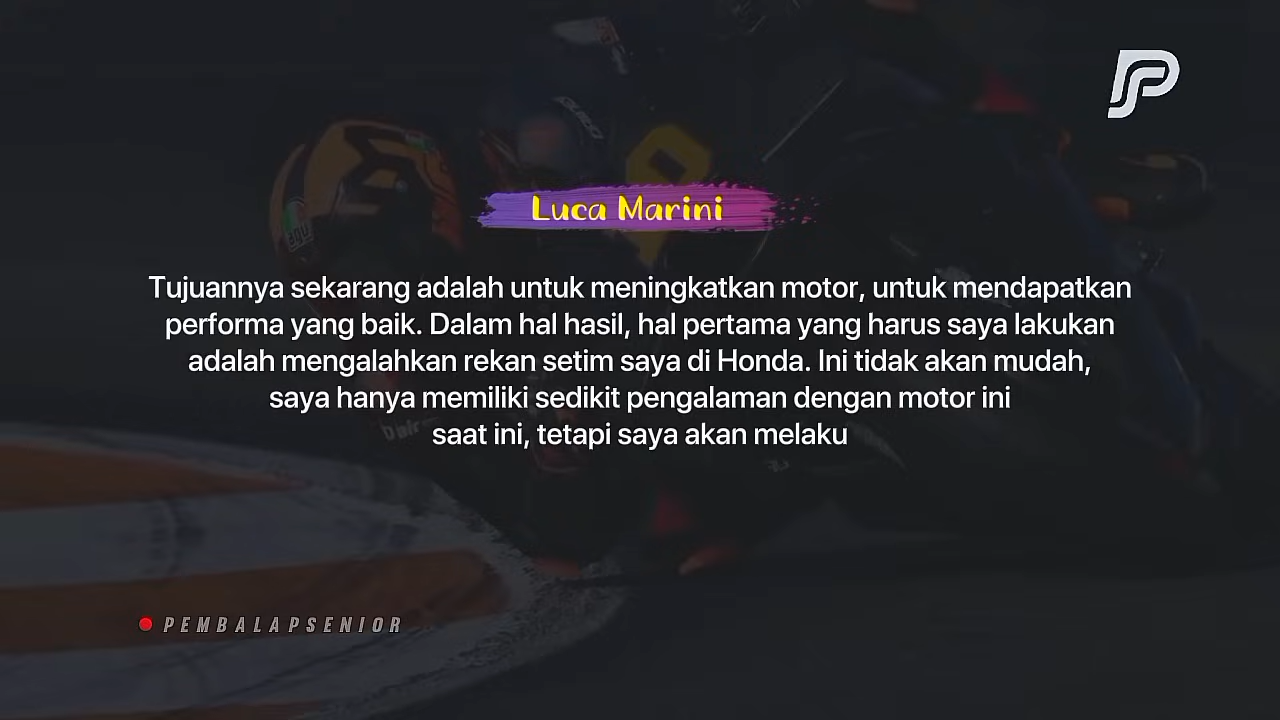 Luca Marini
Tujuannya sekarang adalah untuk meningkatkan motor, untuk mendapatkan
performa yang baik. Dalam hal hasil, hal pertama yang harus saya lakukan
adalah mengalahkan rekan setim saya di Honda. Ini tidak akan mudah,
saya hanya memiliki sedikit pengalaman dengan motor ini
saat ini, tetapi saya akan melaku
PEMBALAPSENIOR
agv